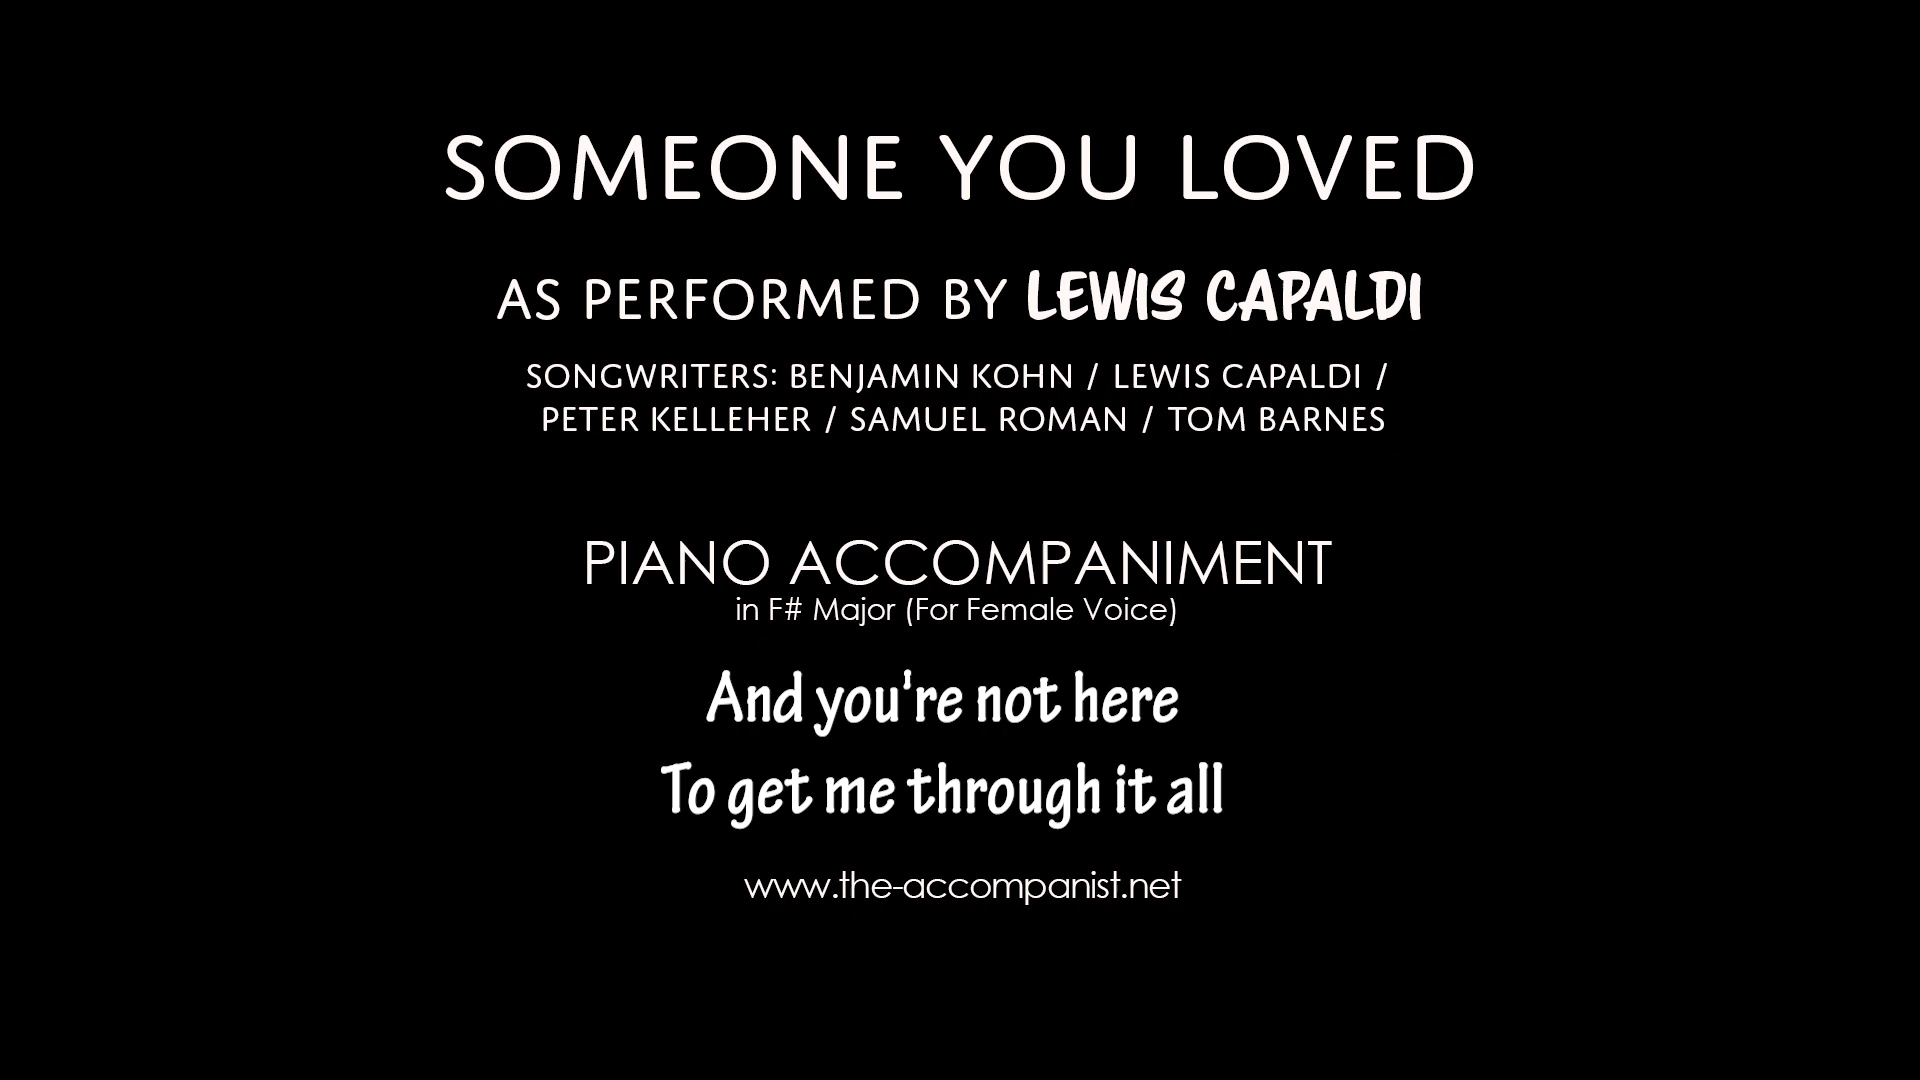 SOMEONE YOU LOVED
AS PERFORMED BY LEWIS CAPALDI
SONGWRITERS: BENJAMIN KOHN / LEWIS CAPALDI /
PETER KELLEHER / SAMUEL ROMAN / TOM BARNES
PIANO ACCOMPANIMENT
in F# Major (For Female Voice)
And you're not here
To get me through it all
www.the-accompanist.net